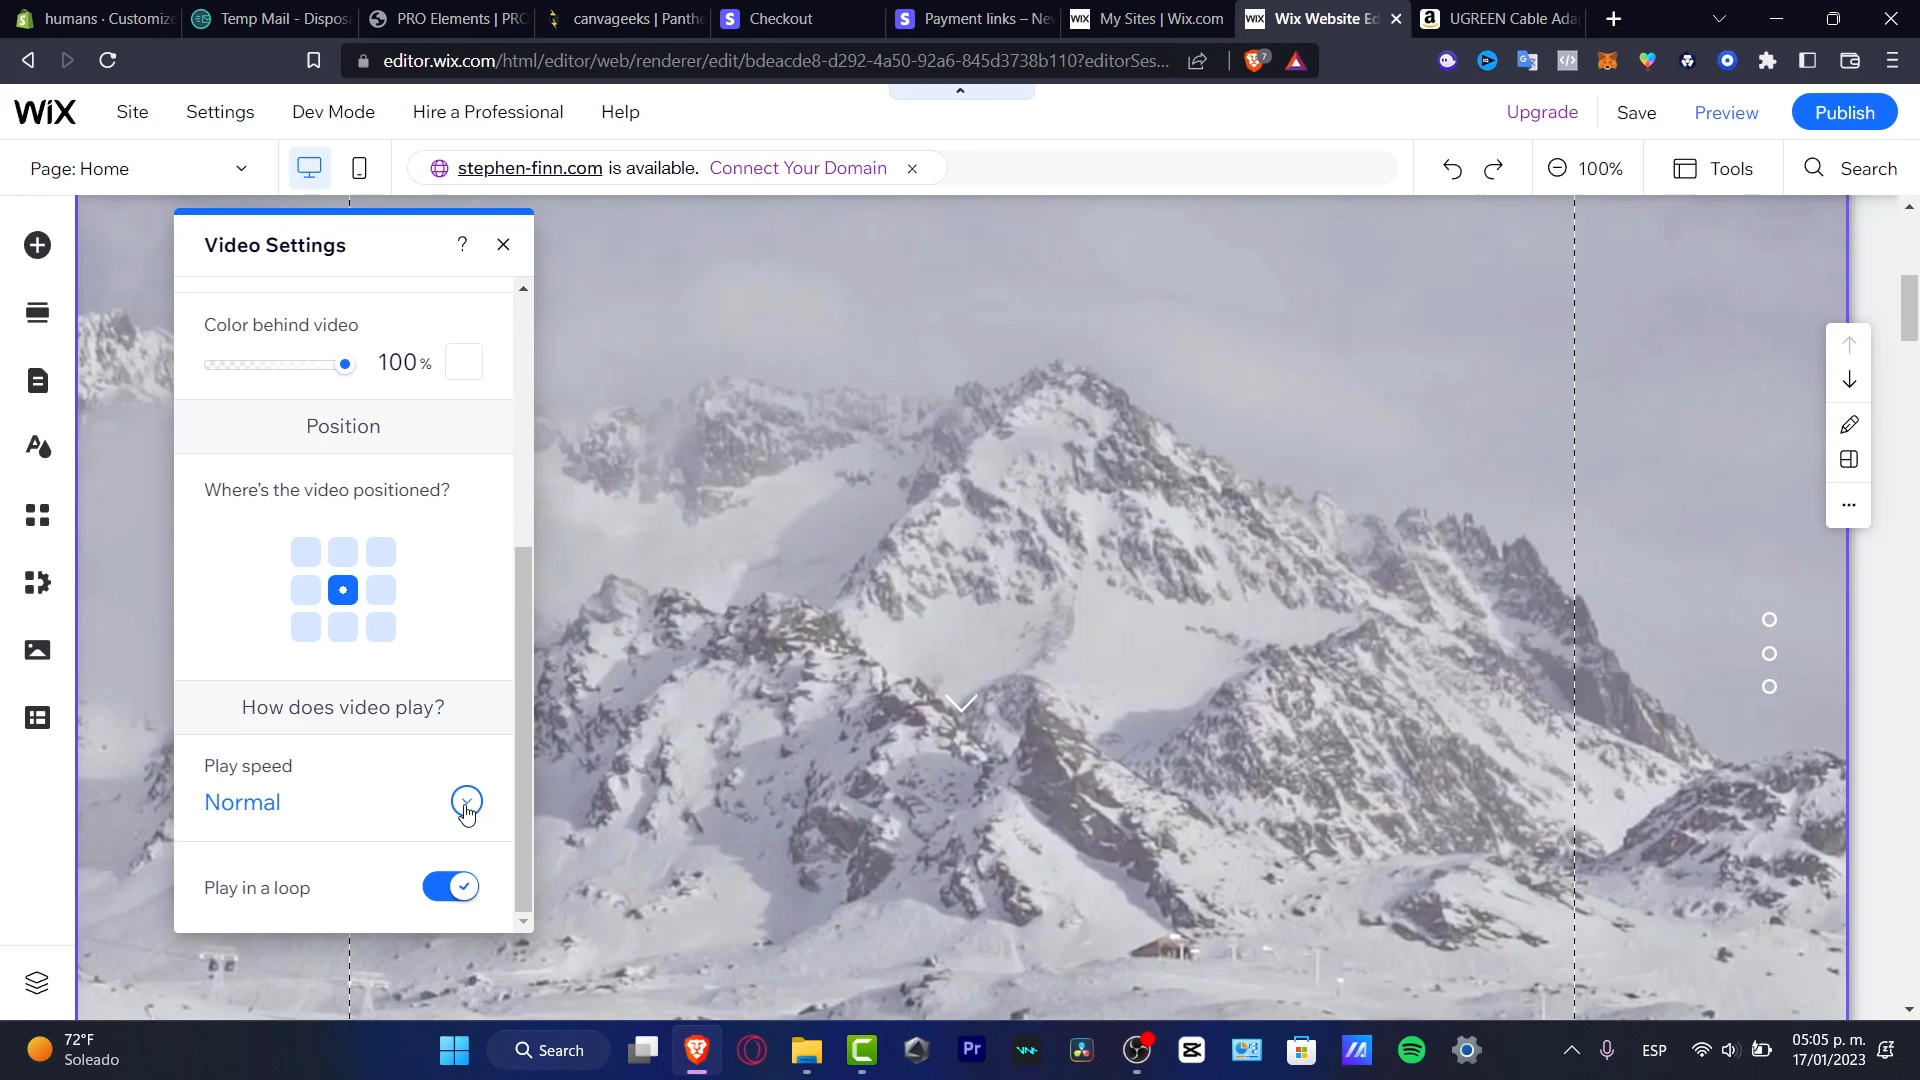 humans · Customize
Temp Mail - Dispos
PRO Elements | PRO
canvageeks | Panthe
Checkout
Payment links – Ne
WIX My Sites | Wix.com
WIX Wix Website Ed
UGREEN Cable Ada
editor.wix.com/html/editor/web/renderer/edit/bdeacde8-d292-4a50-92a6-845d3738b110?editorSes...
7
WiX
Site
Settings
Dev Mode
Hire a Professional
Help
Upgrade
Save
Preview
Publish
Page: Home
stephen-finn.com is available. Connect Your Domain
100%
Tools
Search
Video Settings
?
Color behind video
100%
Position
Where's the video positioned?
How does video play?
Play speed
Normal
Play in a loop
72°F
Soleado
Search
Pr
ESP
05:05 p. m.
17/01/2023